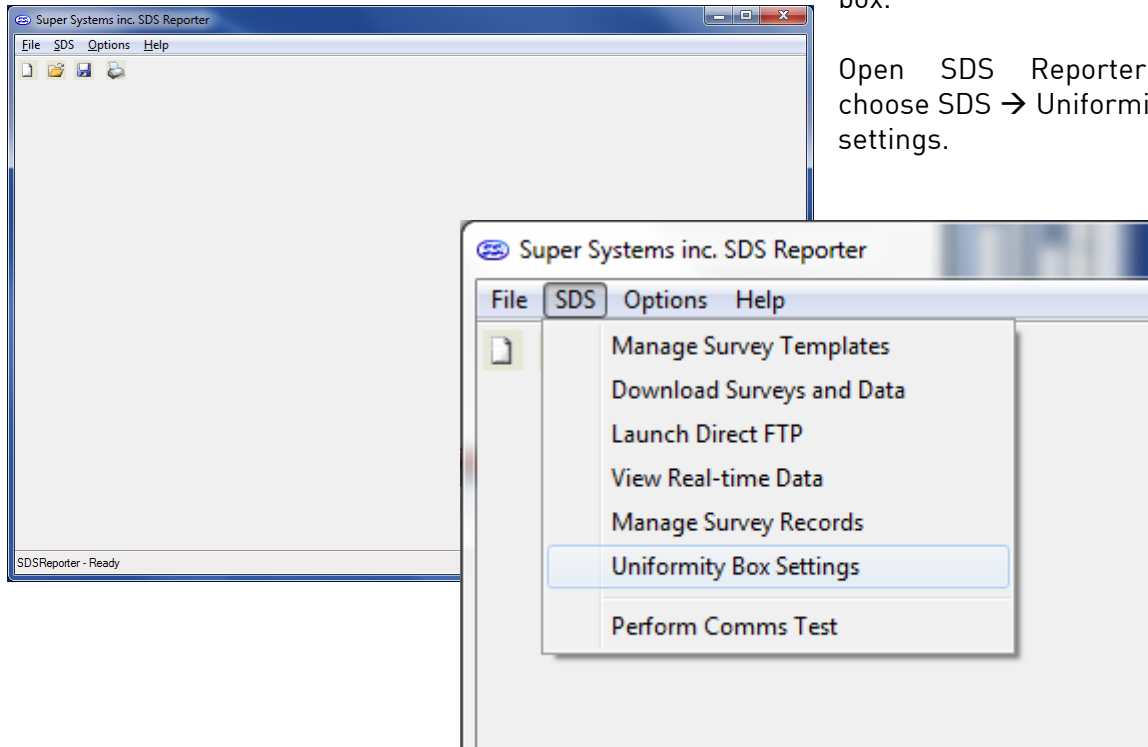 Super Systems inc. SDS Reporter
File SDS Options Help
SDSReporter - Ready
box.
Open SDS Reporter
choose SDS → Uniformi
settings.
Super Systems inc. SDS Reporter
File SDS Options Help
Manage Survey Templates
Download Surveys and Data
Launch Direct FTP
View Real-time Data
Manage Survey Records
Uniformity Box Settings
Perform Comms Test